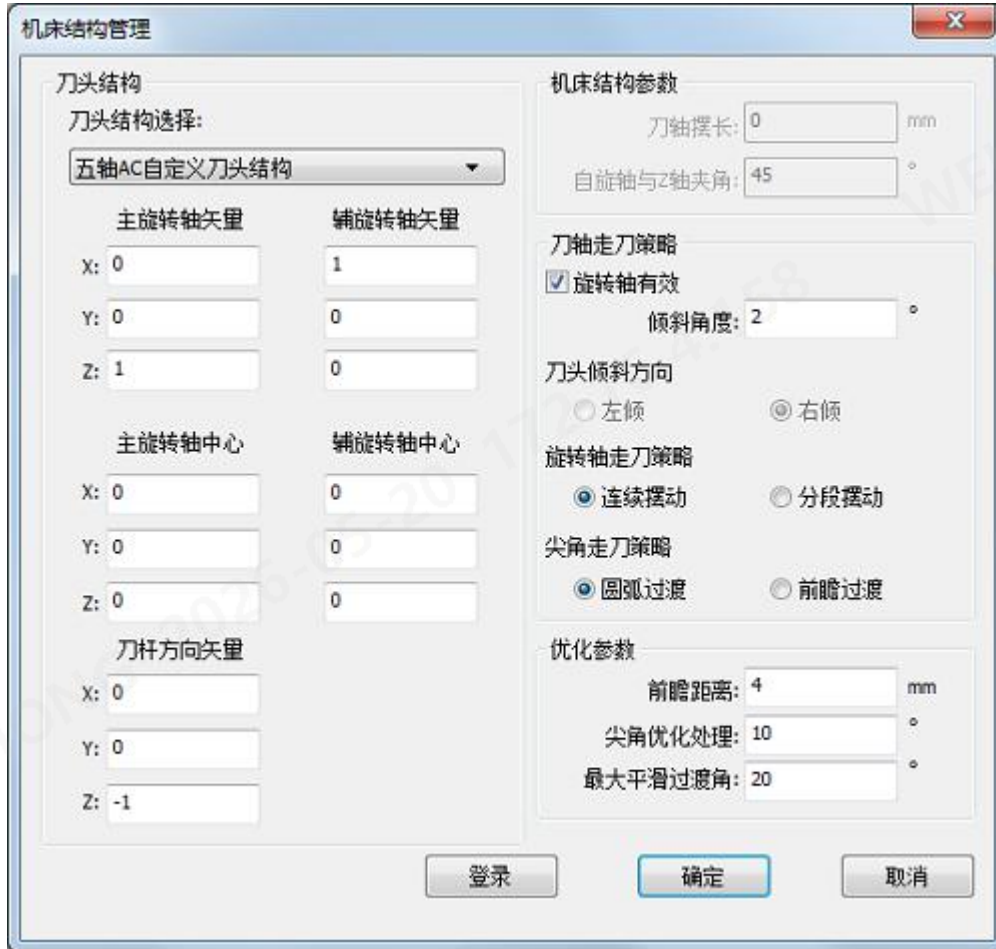 机床结构管理
刀头结构
刀头结构选择:
五轴AC自定义刀头结构
主旋转轴矢量 辅旋转轴矢量
X: 0 1
Y: 0 0
Z: 1 0
主旋转轴中心 辅旋转轴中心
X: 0 0
Y: 0 0
Z: 0 0
刀杆方向矢量
X: 0
Y: 0
Z: -1
机床结构参数
刀轴摆长: 0 mm
自旋轴与Z轴夹角: 45 °
刀轴走刀策略
旋转轴有效
倾斜角度: 2 °
刀头倾斜方向
左倾 右倾
旋转轴走刀策略
连续摆动 分段摆动
尖角走刀策略
圆弧过渡 前瞻过渡
优化参数
前瞻距离: 4 mm
尖角优化处理: 10 °
最大平滑过渡角: 20 °
登录 确定 取消